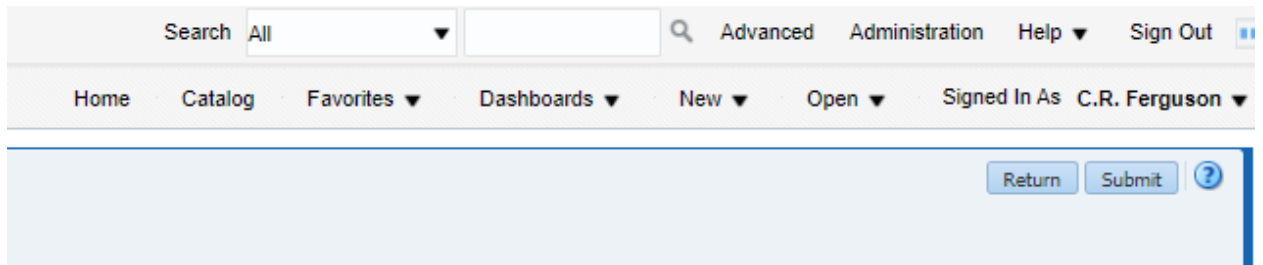 Search All Advanced Administration Help Sign Out
Home Catalog Favorites Dashboards New Open Signed In As C.R. Ferguson
Return Submit ?